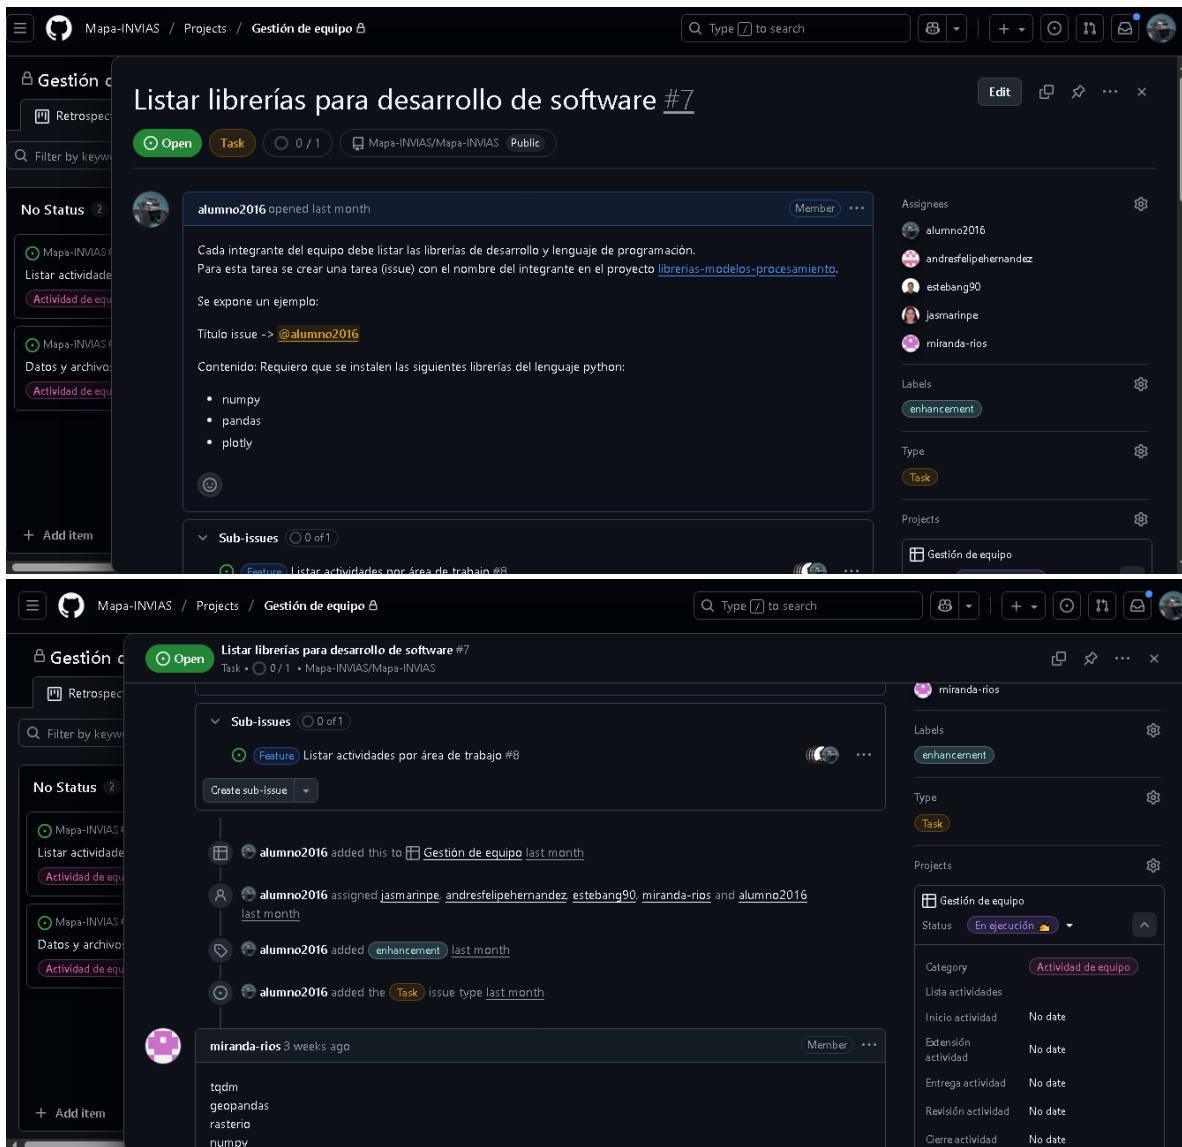 Mapa-INVIAS / Projects / Gestión de equipo
Type / to search
Gestión
Retrospec
Filter by keyw
No Status 2
Mapa-INVIAS
Listar actividade
Actividad de equ
Mapa-INVIAS
Datos y archivo
Actividad de equ
+ Add item
Listar librerías para desarrollo de software #7
Edit
Open
Task
0 / 1
Mapa-INVIAS/Mapa-INVIAS Public
alumno2016 opened last month
Member
Cada integrante del equipo debe listar las librerías de desarrollo y lenguaje de programación.
Para esta tarea se crear una tarea (issue) con el nombre del integrante en el proyecto librerias-modelos-procesamiento.
Se expone un ejemplo:
Título issue -> @alumno2016
Contenido: Requiero que se instalen las siguientes librerías del lenguaje python:
numpy
pandas
plotly
Sub-issues 0 of 1
Feature Listar actividades por área de trabajo #8
Assignees
alumno2016
andresfelipehernandez
estebang90
jasmarinpe
miranda-rios
Labels
enhancement
Type
Task
Projects
Gestión de equipo
Mapa-INVIAS / Projects / Gestión de equipo
Type / to search
Gestión
Retrospec
Filter by keyw
No Status 2
Mapa-INVIAS
Listar actividade
Actividad de equ
Mapa-INVIAS
Datos y archivo
Actividad de equ
+ Add item
Open
Listar librerías para desarrollo de software #7
Task • 0 / 1 • Mapa-INVIAS/Mapa-INVIAS
Sub-issues 0 of 1
Feature Listar actividades por área de trabajo #8
Create sub-issue
alumno2016 added this to Gestión de equipo last month
alumno2016 assigned jasmarinpe, andresfelipehernandez, estebang90, miranda-rios and alumno2016
last month
alumno2016 added enhancement last month
alumno2016 added the Task issue type last month
miranda-rios 3 weeks ago
Member
tqdm
geopandas
rasterio
numpy
miranda-rios
Labels
enhancement
Type
Task
Projects
Gestión de equipo
Status En ejecución ✍
Category Actividad de equipo
Lista actividades
Inicio actividad No date
Extensión
actividad No date
Entrega actividad No date
Revisión actividad No date
Cierre actividad No date